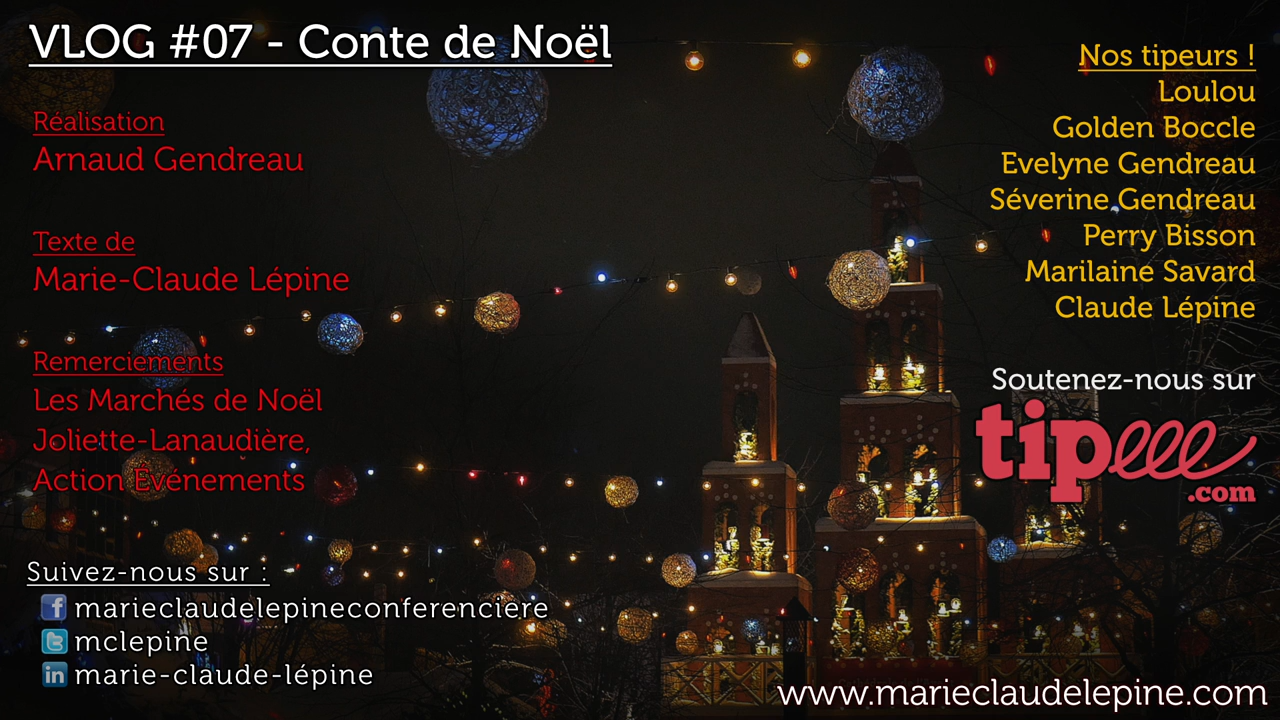 VLOG #07 - Conte de Noël
Réalisation
Arnaud Gendreau
Texte de
Marie-Claude Lépine
Remerciements
Les Marchés de Noël
Joliette-Lanaudière,
Action Événements
Suivez-nous sur :
marieclaudelepineconferenciere
mclepine
marie-claude-lépine
Nos tipeurs !
Loulou
Golden Boccle
Evelyne Gendreau
Séverine Gendreau
Perry Bisson
Marilaine Savard
Claude Lépine
Soutenez-nous sur
tipeee
.com
www.marieclaudelepine.com